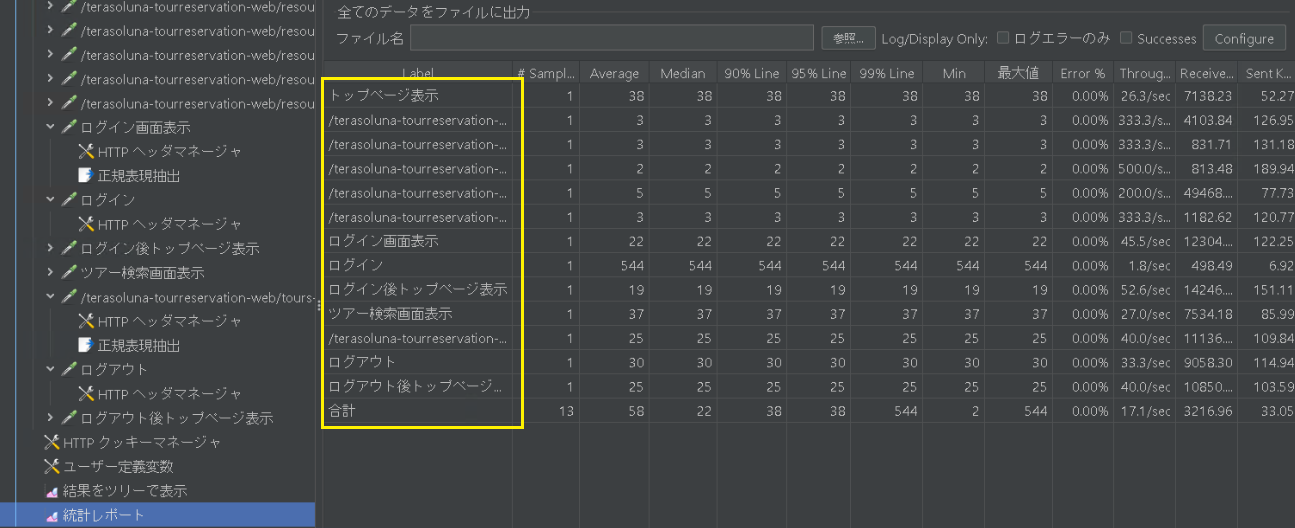 /terasoluna-tourreservation-web/resou
/terasoluna-tourreservation-web/resou
/terasoluna-tourreservation-web/resou
/terasoluna-tourreservation-web/resou
/terasoluna-tourreservation-web/resou
ログイン画面表示
HTTP ヘッダマネージャ
正規表現抽出
ログイン
HTTP ヘッダマネージャ
ログイン後トップページ表示
ツアー検索画面表示
/terasoluna-tourreservation-web/tours-
HTTP ヘッダマネージャ
正規表現抽出
ログアウト
HTTP ヘッダマネージャ
ログアウト後トップページ表示
HTTP クッキーマネージャ
ユーザー定義変数
結果をツリーで表示
統計レポート
全てのデータをファイルに出力
ファイル名 参照... Log/Display Only: ログエラーのみ Successes Configure
Label # Sampl... Average Median 90% Line 95% Line 99% Line Min 最大値 Error % Throug... Receive... Sent K...
トップページ表示 1 38 38 38 38 38 38 38 0.00% 26.3/sec 7138.23 52.27
/terasoluna-tourreservation-... 1 3 3 3 3 3 3 3 0.00% 333.3/s... 4103.84 126.95
/terasoluna-tourreservation-... 1 3 3 3 3 3 3 3 0.00% 333.3/s... 831.71 131.18
/terasoluna-tourreservation-... 1 2 2 2 2 2 2 2 0.00% 500.0/s... 813.48 189.94
/terasoluna-tourreservation-... 1 5 5 5 5 5 5 5 0.00% 200.0/s... 49468.... 77.73
/terasoluna-tourreservation-... 1 3 3 3 3 3 3 3 0.00% 333.3/s... 1182.62 120.77
ログイン画面表示 1 22 22 22 22 22 22 22 0.00% 45.5/sec 12304.... 122.25
ログイン 1 544 544 544 544 544 544 544 0.00% 1.8/sec 498.49 6.92
ログイン後トップページ表示 1 19 19 19 19 19 19 19 0.00% 52.6/sec 14246.... 151.11
ツアー検索画面表示 1 37 37 37 37 37 37 37 0.00% 27.0/sec 7534.18 85.99
/terasoluna-tourreservation-... 1 25 25 25 25 25 25 25 0.00% 40.0/sec 11136.... 109.84
ログアウト 1 30 30 30 30 30 30 30 0.00% 33.3/sec 9058.30 114.94
ログアウト後トップページ... 1 25 25 25 25 25 25 25 0.00% 40.0/sec 10850.... 103.59
合計 13 58 22 38 38 544 2 544 0.00% 17.1/sec 3216.96 33.05